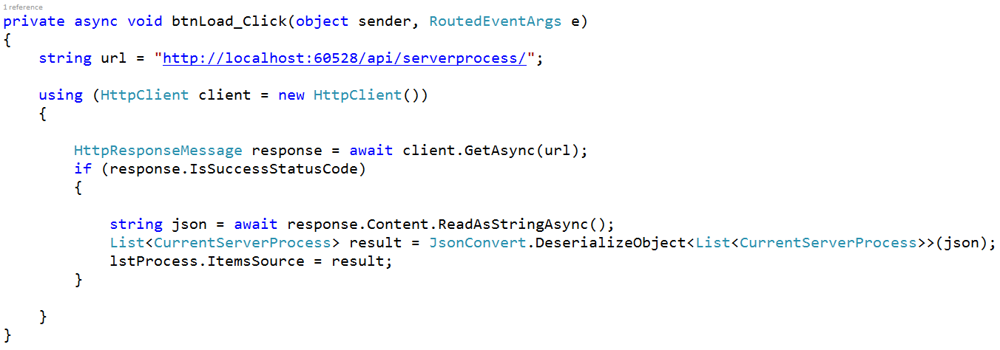 1 reference
private async void btnLoad_Click(object sender, RoutedEventArgs e)
{
    string url = "http://localhost:60528/api/serverprocess/";
    using (HttpClient client = new HttpClient())
    {
        HttpResponseMessage response = await client.GetAsync(url);
        if (response.IsSuccessStatusCode)
        {
            string json = await response.Content.ReadAsStringAsync();
            List<CurrentServerProcess> result = JsonConvert.DeserializeObject<List<CurrentServerProcess>>(json);
            lstProcess.ItemsSource = result;
        }
    }
}